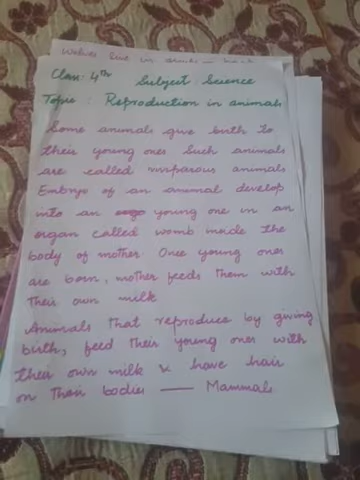 Wolves live in
Class: 4th Subject: Science
Topic: Reproduction in animals
Some animals give birth to
their young ones Such animals
are called animals
Embryo of an animal develop
into an young one in an
organ called womb inside the
body of mother Once young ones
are born, mother feeds them with
their own milk
Animals that reproduce by giving
birth, feed their young ones with
their own milk & have hair
on their bodies — Mammals